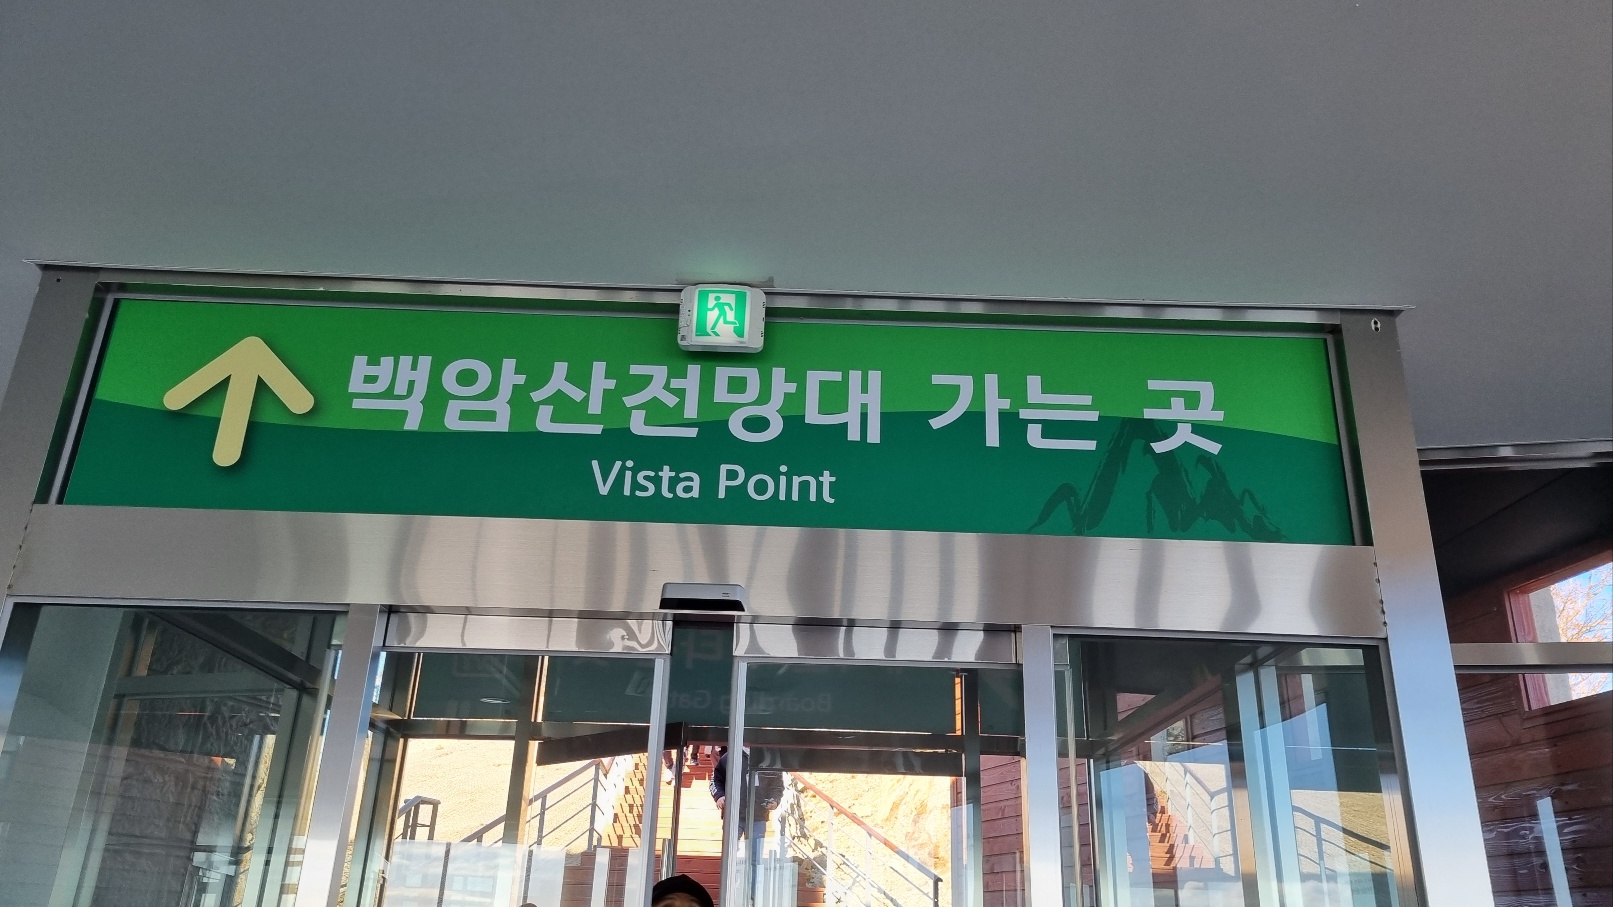 백암산전망대 가는 곳
Vista Point